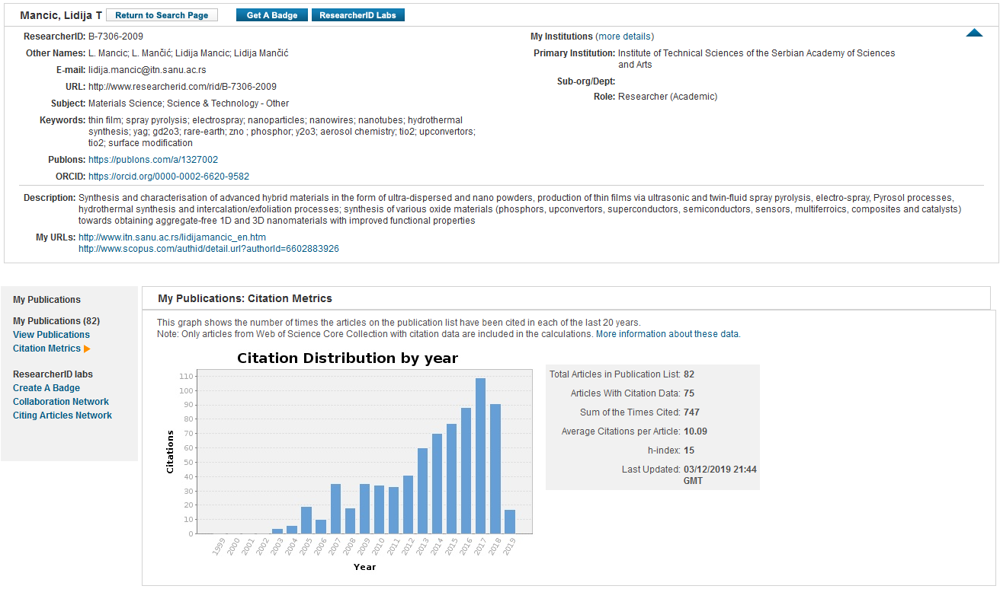 Mancic, Lidija T Return to Search Page Get A Badge ResearcherID Labs
ResearcherID: B-7306-2009
Other Names: L. Mancic; L. Mančić; Lidija Mancic; Lidija Mančić
E-mail: lidija.mancic@itn.sanu.ac.rs
URL: http://www.researcherid.com/rid/B-7306-2009
Subject: Materials Science; Science & Technology - Other
Keywords: thin film; spray pyrolysis; electrospray; nanoparticles; nanowires; nanotubes; hydrothermal
synthesis; yag; gd2o3; rare-earth; zno ; phosphor; y2o3; aerosol chemistry; tio2; upconvertors;
tio2; surface modification
Publons: https://publons.com/a/1327002
ORCID: https://orcid.org/0000-0002-6620-9582
My Institutions (more details)
Primary Institution: Institute of Technical Sciences of the Serbian Academy of Sciences
and Arts
Sub-org/Dept:
Role: Researcher (Academic)
Description: Synthesis and characterisation of advanced hybrid materials in the form of ultra-dispersed and nano powders, production of thin films via ultrasonic and twin-fluid spray pyrolysis, electro-spray, Pyrosol processes,
hydrothermal synthesis and intercalation/exfoliation processes; synthesis of various oxide materials (phosphors, upconvertors, superconductors, semiconductors, sensors, multiferroics, composites and catalysts)
towards obtaining aggregate-free 1D and 3D nanomaterials with improved functional properties
My URLs: http://www.itn.sanu.ac.rs/lidijamancic_en.htm
http://www.scopus.com/authid/detail.url?authorId=6602883926
My Publications
My Publications (82)
View Publications
Citation Metrics
ResearcherID labs
Create A Badge
Collaboration Network
Citing Articles Network
My Publications: Citation Metrics
This graph shows the number of times the articles on the publication list have been cited in each of the last 20 years.
Note: Only articles from Web of Science Core Collection with citation data are included in the calculations. More information about these data.
Citation Distribution by year
110
100
90
80
70
60
50
40
30
20
10
0
Citations
1999 2000 2001 2002 2003 2004 2005 2006 2007 2008 2009 2010 2011 2012 2013 2014 2015 2016 2017 2018 2019
Year
Total Articles in Publication List: 82
Articles With Citation Data: 75
Sum of the Times Cited: 747
Average Citations per Article: 10.09
h-index: 15
Last Updated: 03/12/2019 21:44
GMT